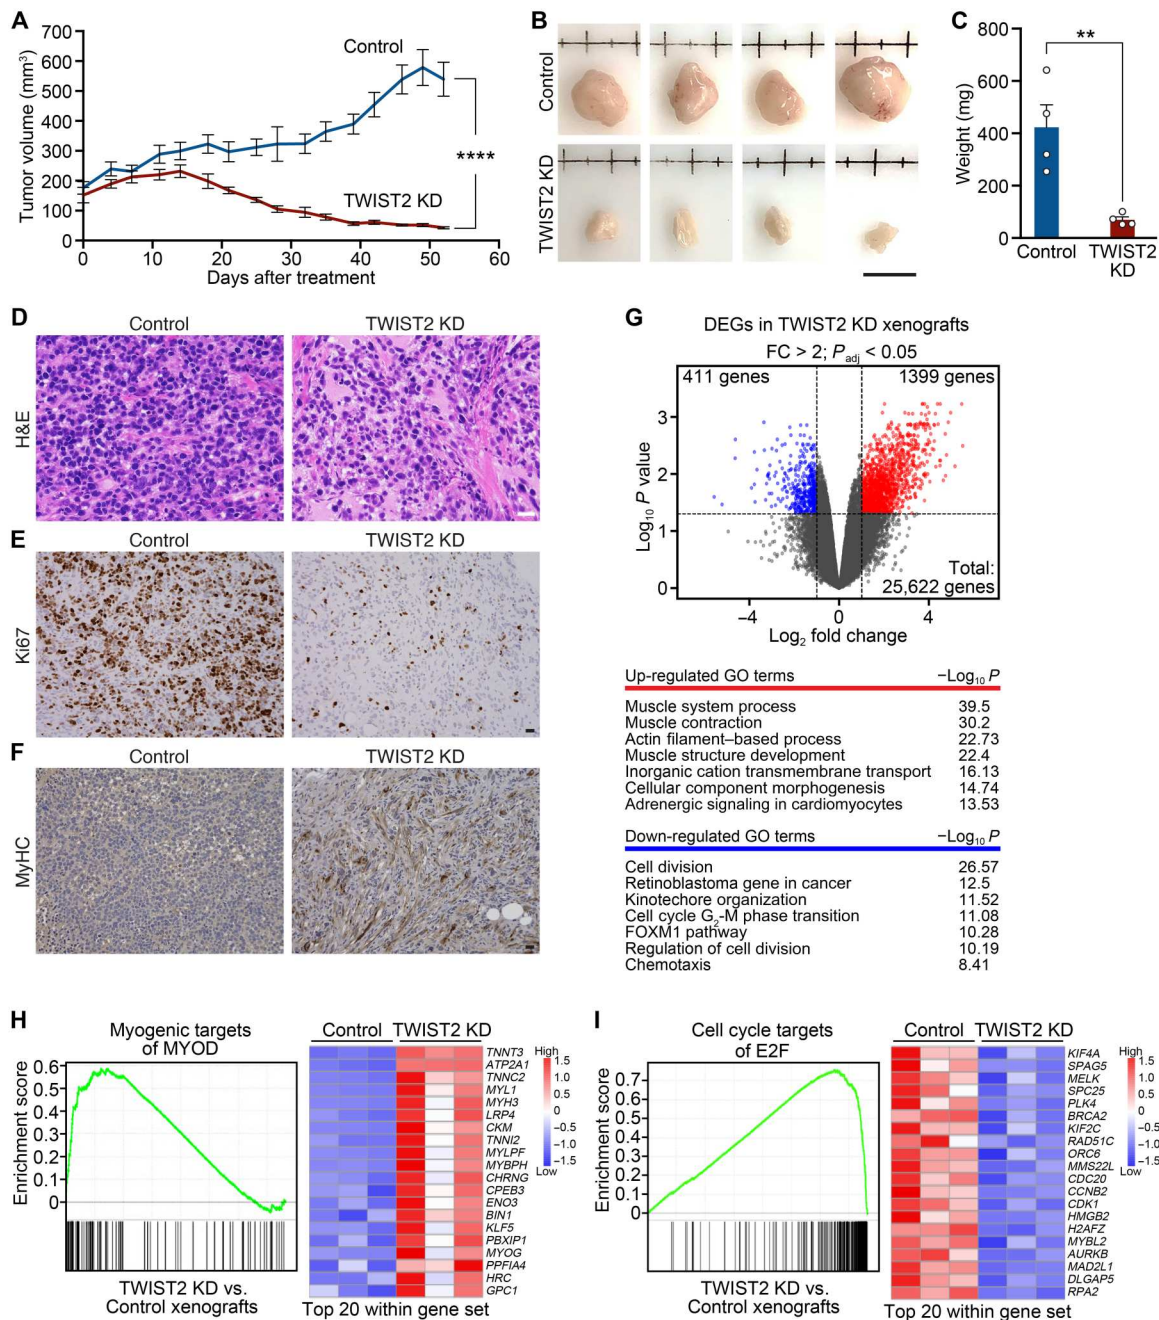 A
Tumor volume (mm³)
700
600
500
400
300
200
100
0
0 10 20 30 40 50 60
Days after treatment
Control
TWIST2 KD
****
B
Control
TWIST2 KD
C
Weight (mg)
800
600
400
200
0
**
Control
TWIST2 KD
D
Control
TWIST2 KD
H&E
E
Control
TWIST2 KD
Ki67
F
Control
TWIST2 KD
MyHC
G
DEGs in TWIST2 KD xenografts
FC > 2; Padj < 0.05
411 genes
1399 genes
Log₁₀ P value
3
2
1
0
Total:
25,622 genes
−4 0 4
Log₂ fold change
Up-regulated GO terms −Log₁₀ P
Muscle system process 39.5
Muscle contraction 30.2
Actin filament–based process 22.73
Muscle structure development 22.4
Inorganic cation transmembrane transport 16.13
Cellular component morphogenesis 14.74
Adrenergic signaling in cardiomyocytes 13.53
Down-regulated GO terms −Log₁₀ P
Cell division 26.57
Retinoblastoma gene in cancer 12.5
Kinotechore organization 11.52
Cell cycle G₂-M phase transition 11.08
FOXM1 pathway 10.28
Regulation of cell division 10.19
Chemotaxis 8.41
H
Myogenic targets
of MYOD
Enrichment score
0.6
0.5
0.4
0.3
0.2
0.1
0
TWIST2 KD vs.
Control xenografts
Control TWIST2 KD
TNNT3
ATP2A1
TNNC2
MYL1
MYH3
LRP4
CKM
TNNI2
MYLPF
MYBPH
CHRNG
CPEB3
ENO3
BIN1
KLF5
PBXIP1
MYOG
PPFIA4
HRC
GPC1
High
1.5
1.0
0.5
0
−0.5
−1.0
−1.5
Low
Top 20 within gene set
I
Cell cycle targets
of E2F
Enrichment score
0.7
0.6
0.5
0.4
0.3
0.2
0.1
0
TWIST2 KD vs.
Control xenografts
Control TWIST2 KD
KIF4A
SPAG5
MELK
SPC25
PLK4
BRCA2
KIF2C
RAD51C
ORC6
MMS22L
CDC20
CCNB2
CDK1
HMGB2
H2AFZ
MYBL2
AURKB
MAD2L1
DLGAP5
RPA2
High
1.5
1.0
0.5
0
−0.5
−1.0
−1.5
Low
Top 20 within gene set